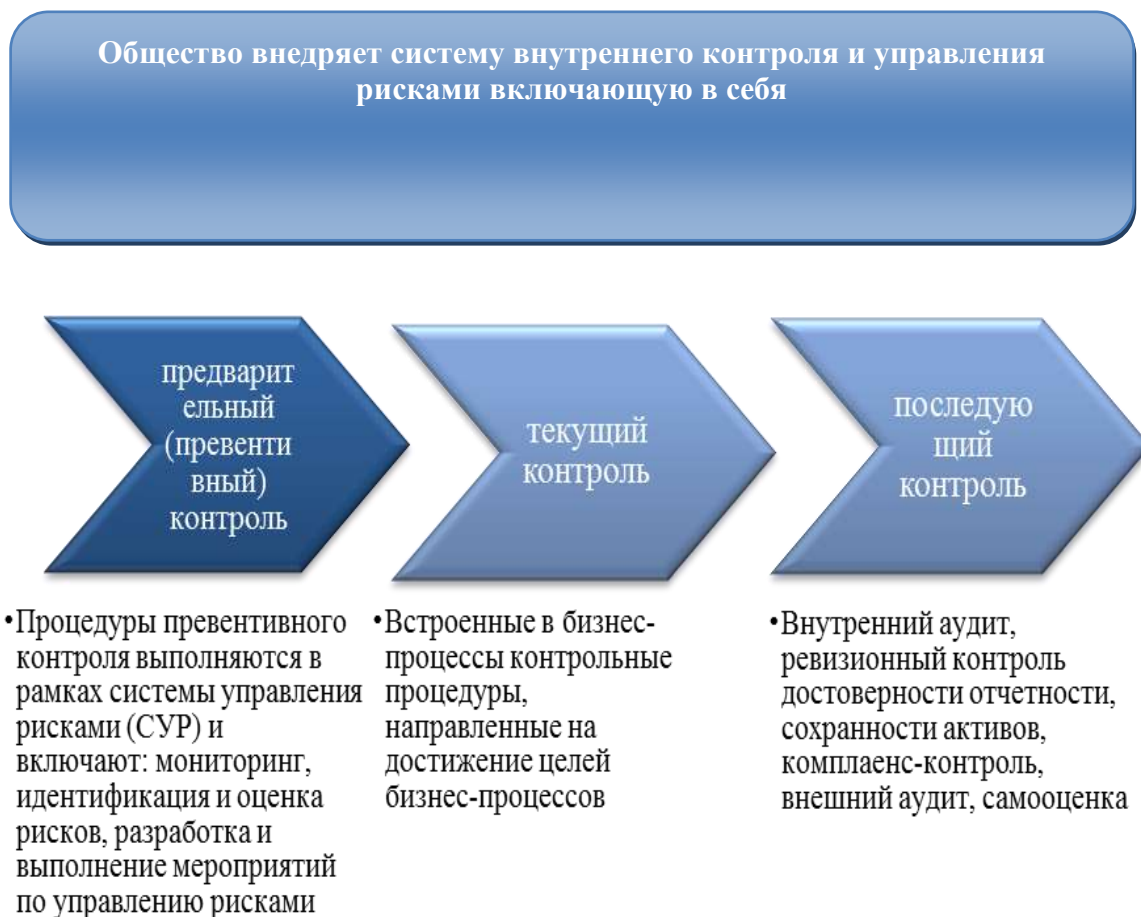 Общество внедряет систему внутреннего контроля и управления
рисками включающую в себя
предварит
ельный
(превенти
вный)
контроль
текущий
контроль
последую
щий
контроль
•Процедуры превентивного
контроля выполняются в
рамках системы управления
рисками (СУР) и
включают: мониторинг,
идентификация и оценка
рисков, разработка и
выполнение мероприятий
по управлению рисками
•Встроенные в бизнес-
процессы контрольные
процедуры,
направленные на
достижение целей
бизнес-процессов
•Внутренний аудит,
ревизионный контроль
достоверности отчетности,
сохранности активов,
комплаенс-контроль,
внешний аудит, самооценка